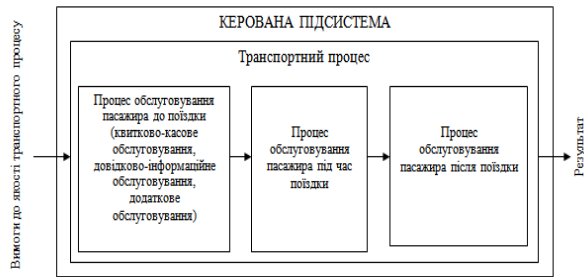 КЕРОВАНА ПІДСИСТЕМА
Транспортний процес
Вимоги до якості транспортного процесу
Процес обслуговування
пасажира до поїздки
(квитково-касове
обслуговування,
довідково-інформаційне
обслуговування,
додаткове
обслуговування)
Процес
обслуговування
пасажира під час
поїздки
Процес
обслуговування
пасажира після поїздки
Результат